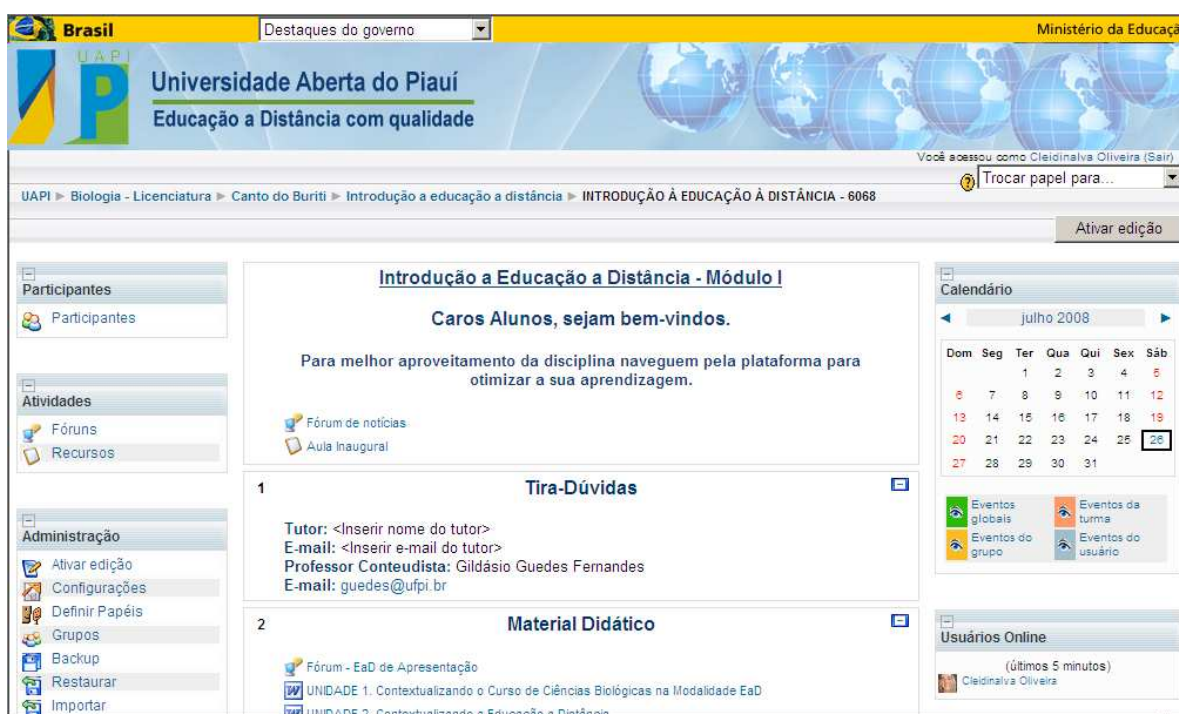 Brasil
Destaques do governo
Ministério da Educaçã
UAPI
Universidade Aberta do Piauí
Educação a Distância com qualidade
Você acessou como Cleidinalva Oliveira (Sair)
Trocar papel para...
UAPI ► Biologia - Licenciatura ► Canto do Buriti ► Introdução a educação a distância ► INTRODUÇÃO À EDUCAÇÃO À DISTÂNCIA - 6068
Ativar edição
Participantes
Participantes
Atividades
Fóruns
Recursos
Administração
Ativar edição
Configurações
Definir Papéis
Grupos
Backup
Restaurar
Importar
Introdução a Educação a Distância - Módulo I
Caros Alunos, sejam bem-vindos.
Para melhor aproveitamento da disciplina naveguem pela plataforma para
otimizar a sua aprendizagem.
Fórum de notícias
Aula Inaugural
1 Tira-Dúvidas
Tutor: <Inserir nome do tutor>
E-mail: <Inserir e-mail do tutor>
Professor Conteudista: Gildásio Guedes Fernandes
E-mail: guedes@ufpi.br
2 Material Didático
Fórum - EaD de Apresentação
UNIDADE 1. Contextualizando o Curso de Ciências Biológicas na Modalidade EaD
UNIDADE 2. Contextualizando a Educação a Distância
Calendário
◄ julho 2008 ►
Dom Seg Ter Qua Qui Sex Sáb
1 2 3 4 5
6 7 8 9 10 11 12
13 14 15 16 17 18 19
20 21 22 23 24 25 26
27 28 29 30 31
Eventos globais
Eventos da turma
Eventos do grupo
Eventos do usuário
Usuários Online
(últimos 5 minutos)
Cleidinalva Oliveira